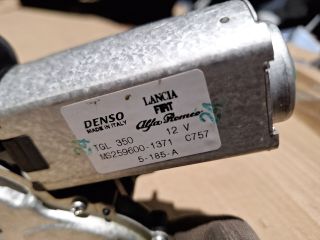 DENSO
MADE IN ITALY
LANCIA
FIAT
Alfa Romeo
TGL 350 12 V
MS259600-1371 C757
5-185-A